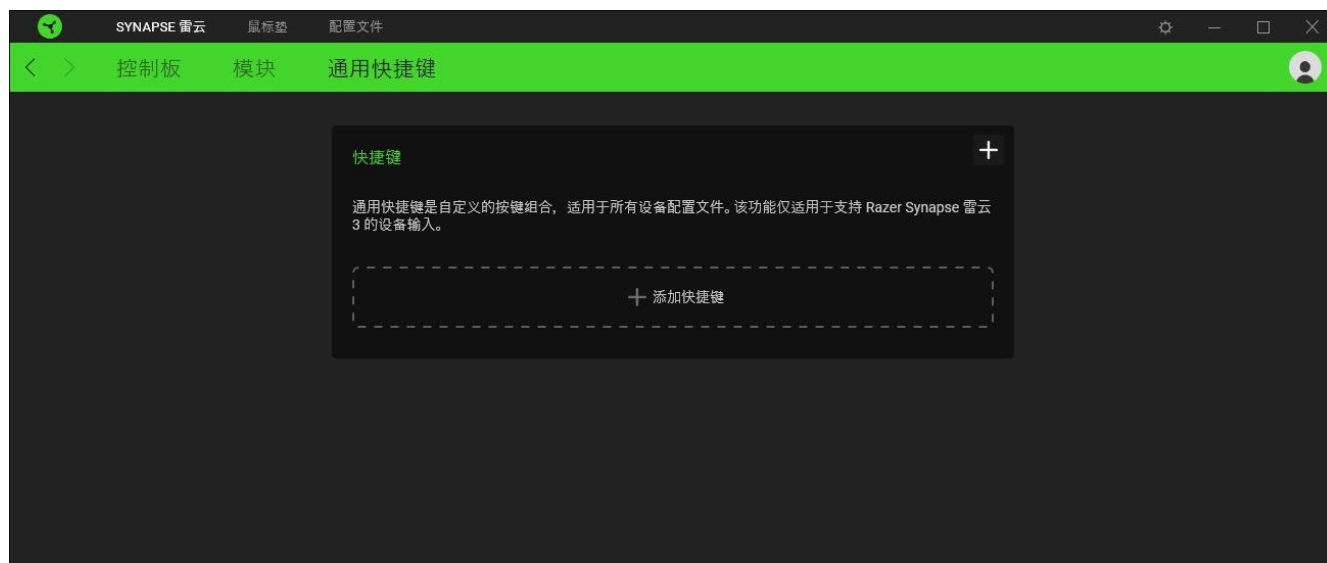 SYNAPSE 雷云 鼠标垫 配置文件
控制板 模块 通用快捷键
快捷键
通用快捷键是自定义的按键组合，适用于所有设备配置文件。该功能仅适用于支持 Razer Synapse 雷云
3 的设备输入。
添加快捷键